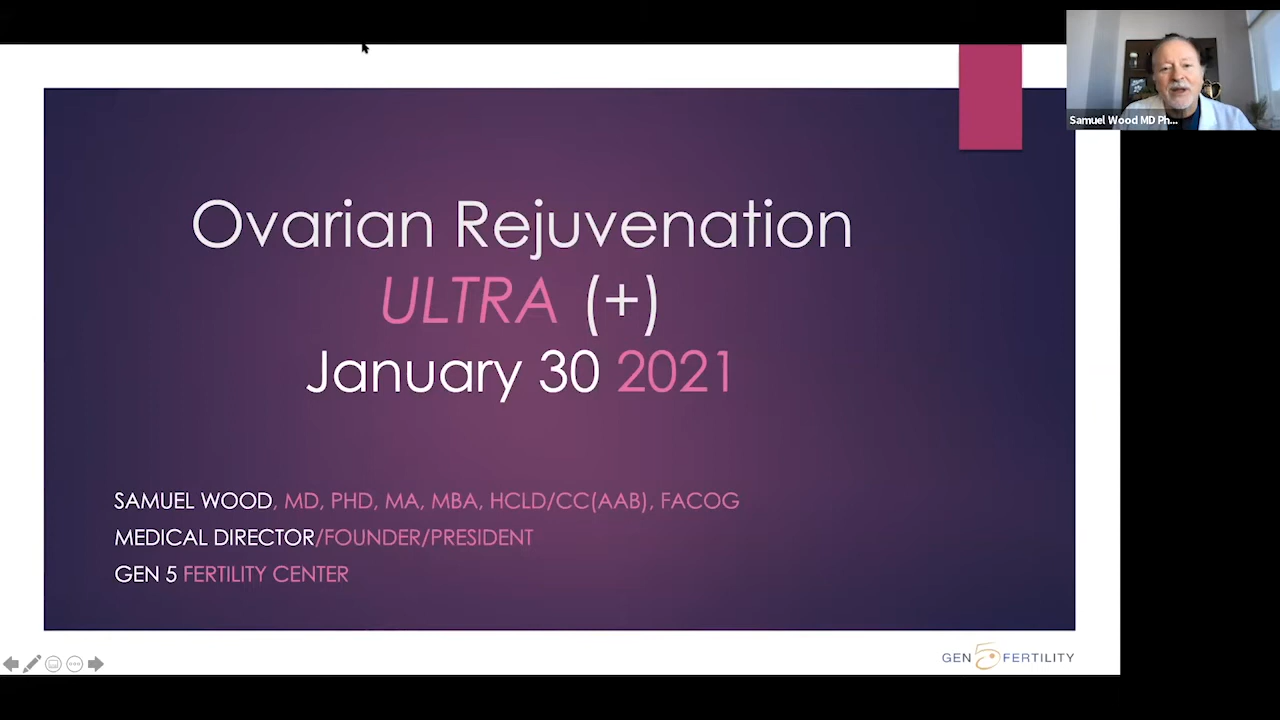 Ovarian Rejuvenation
ULTRA (+)
January 30 2021
SAMUEL WOOD, MD, PHD, MA, MBA, HCLD/CC(AAB), FACOG
MEDICAL DIRECTOR/FOUNDER/PRESIDENT
GEN 5 FERTILITY CENTER
GEN 5 FERTILITY
Samuel Wood MD Ph...